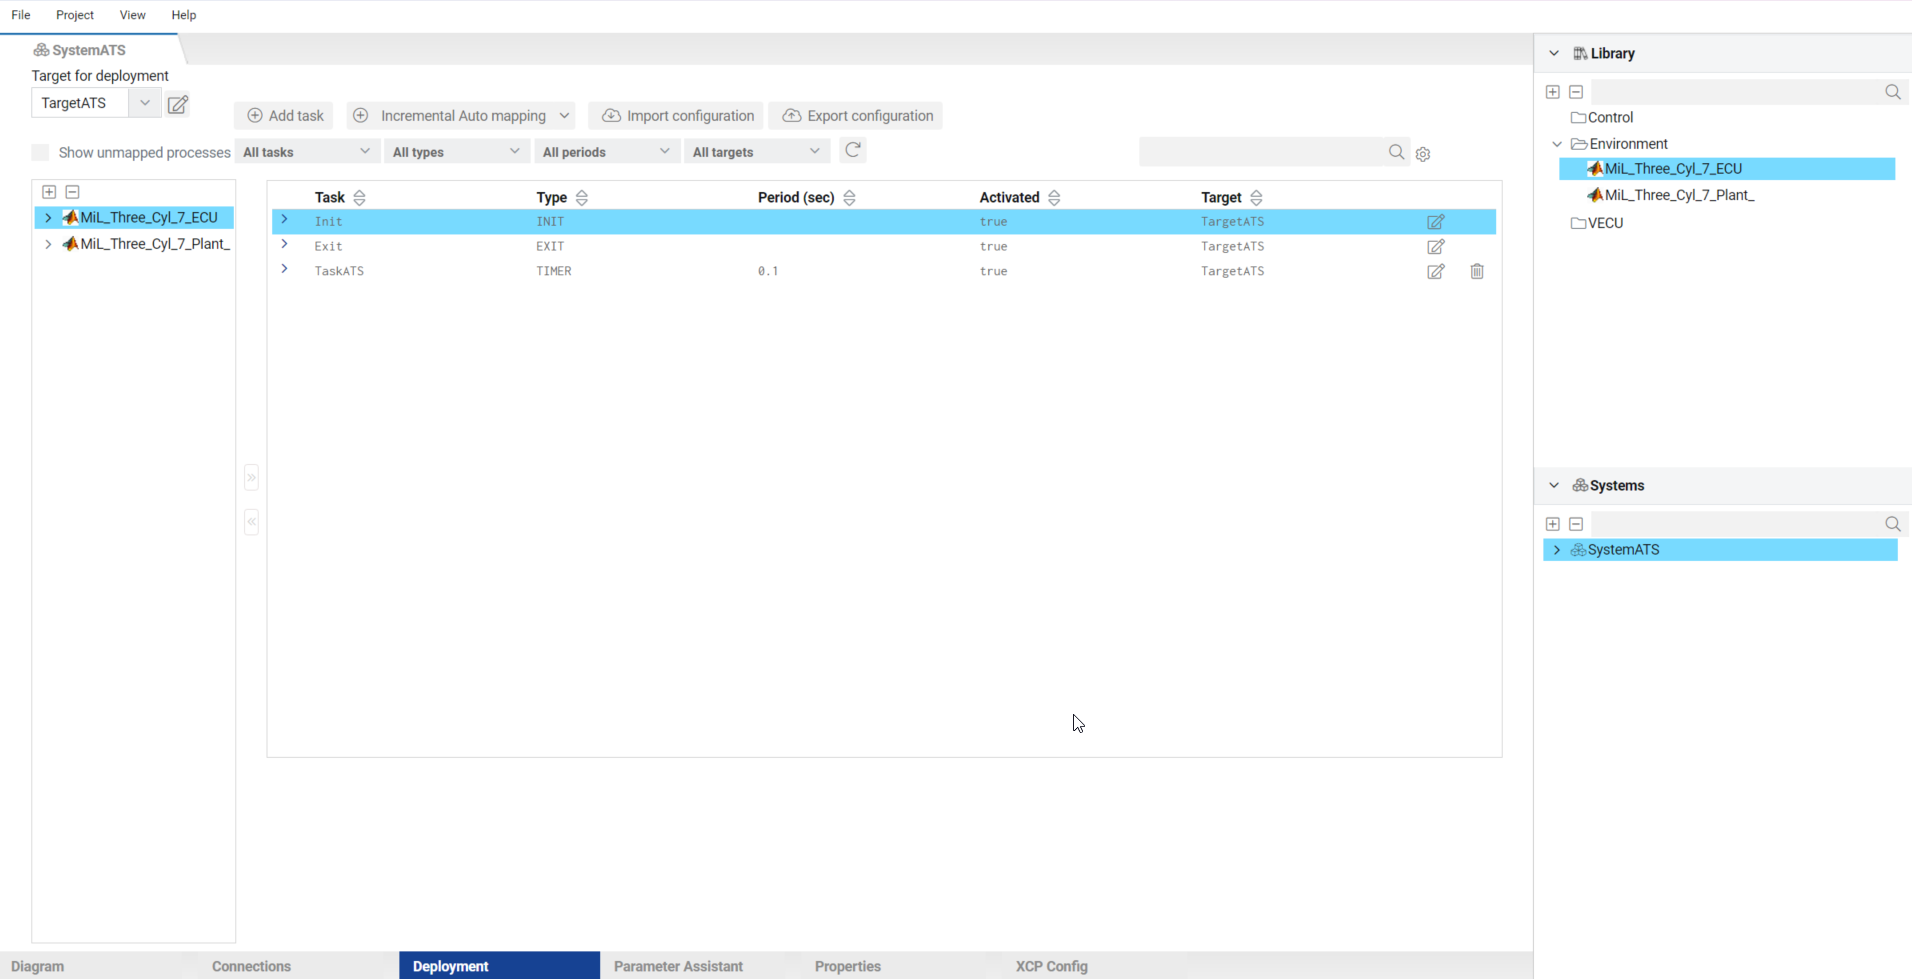 File Project View Help
SystemATS
Target for deployment
TargetATS
Add task Incremental Auto mapping Import configuration Export configuration
Show unmapped processes All tasks All types All periods All targets
MiL_Three_Cyl_7_ECU
MiL_Three_Cyl_7_Plant_
Task Type Period (sec) Activated Target
Init INIT true TargetATS
Exit EXIT true TargetATS
TaskATS TIMER 0.1 true TargetATS
Library
Control
Environment
MiL_Three_Cyl_7_ECU
MiL_Three_Cyl_7_Plant_
VECU
Systems
SystemATS
Diagram Connections Deployment Parameter Assistant Properties XCP Config